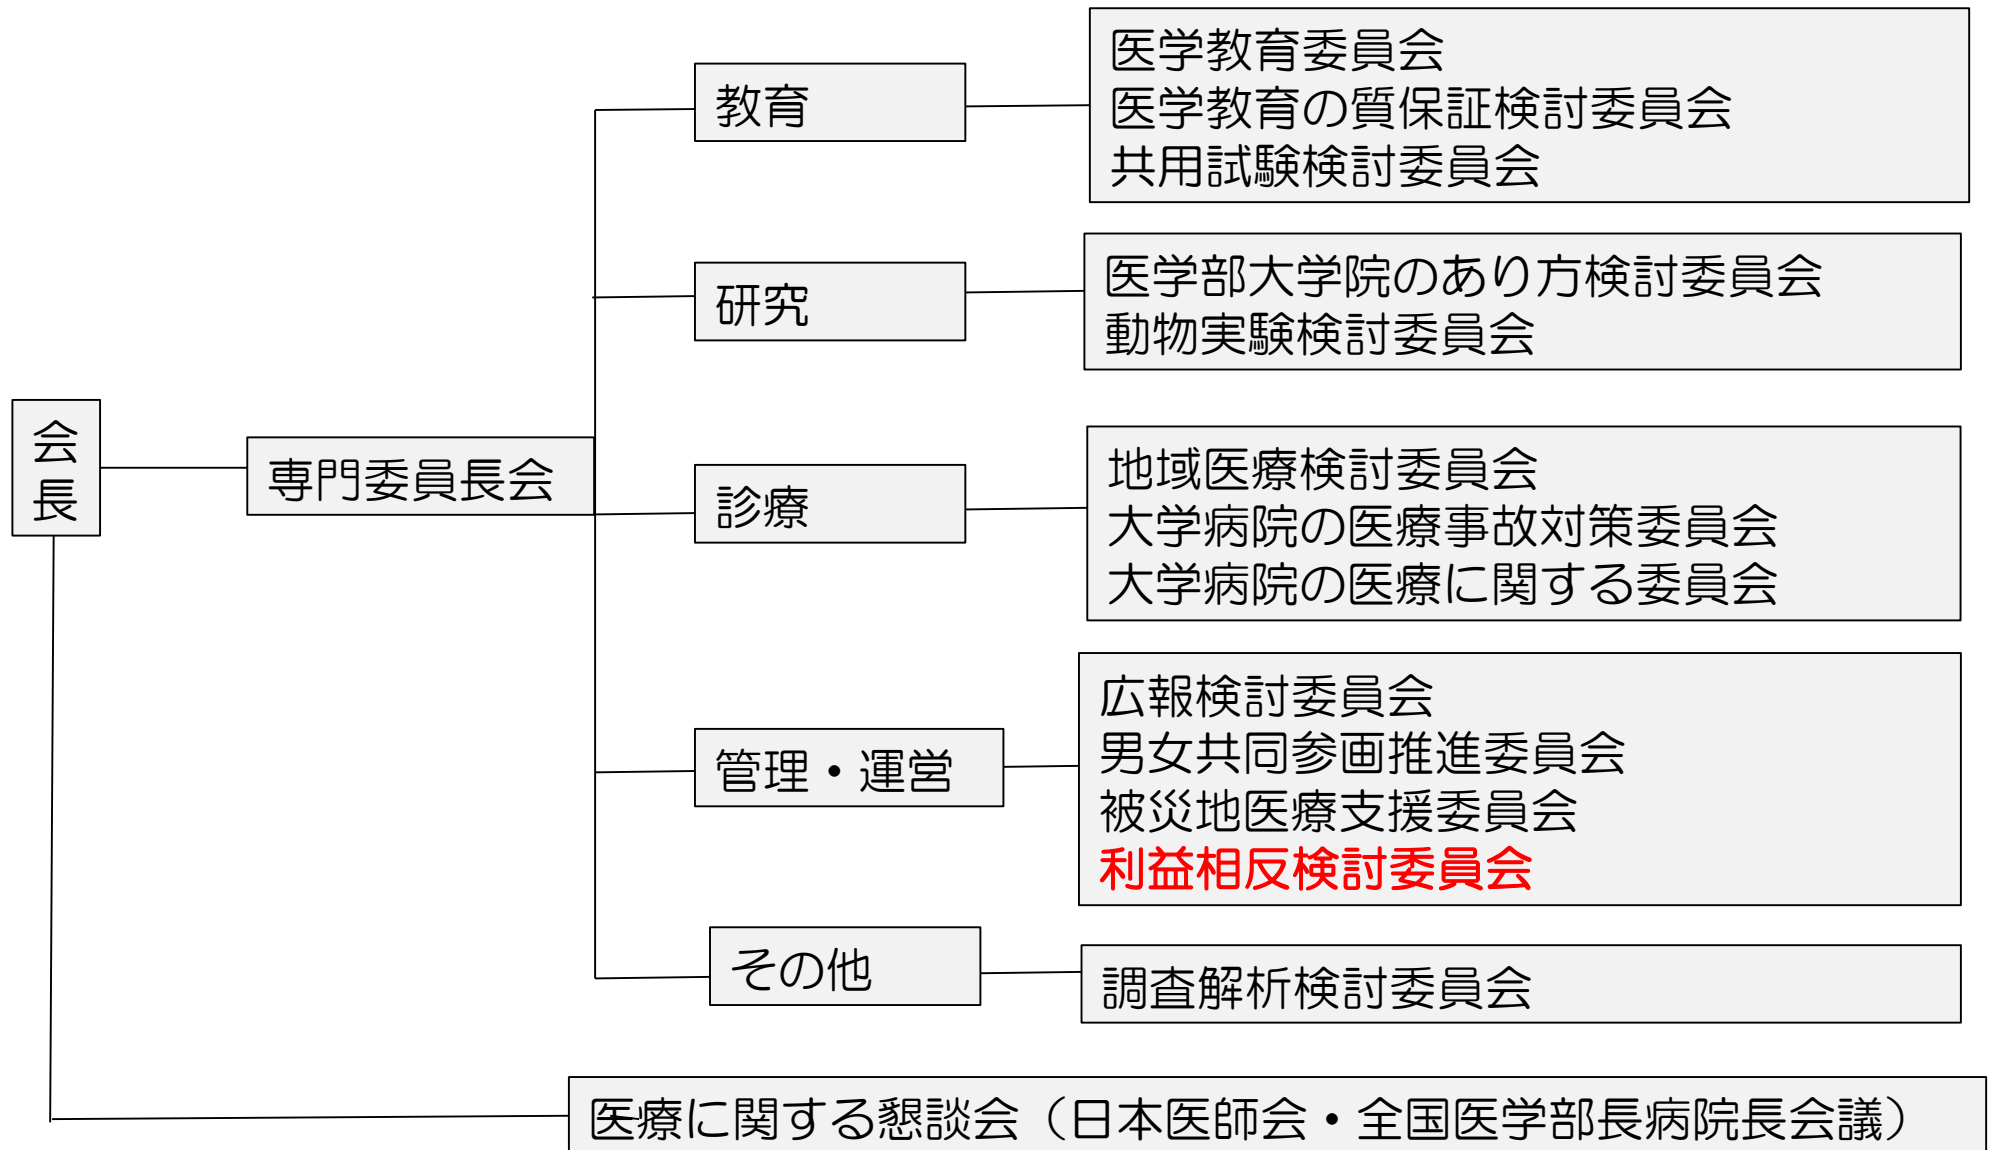 会
長
専門委員長会
教育
医学教育委員会
医学教育の質保証検討委員会
共用試験検討委員会
研究
医学部大学院のあり方検討委員会
動物実験検討委員会
診療
地域医療検討委員会
大学病院の医療事故対策委員会
大学病院の医療に関する委員会
管理・運営
広報検討委員会
男女共同参画推進委員会
被災地医療支援委員会
利益相反検討委員会
その他
調査解析検討委員会
医療に関する懇談会（日本医師会・全国医学部長病院長会議）